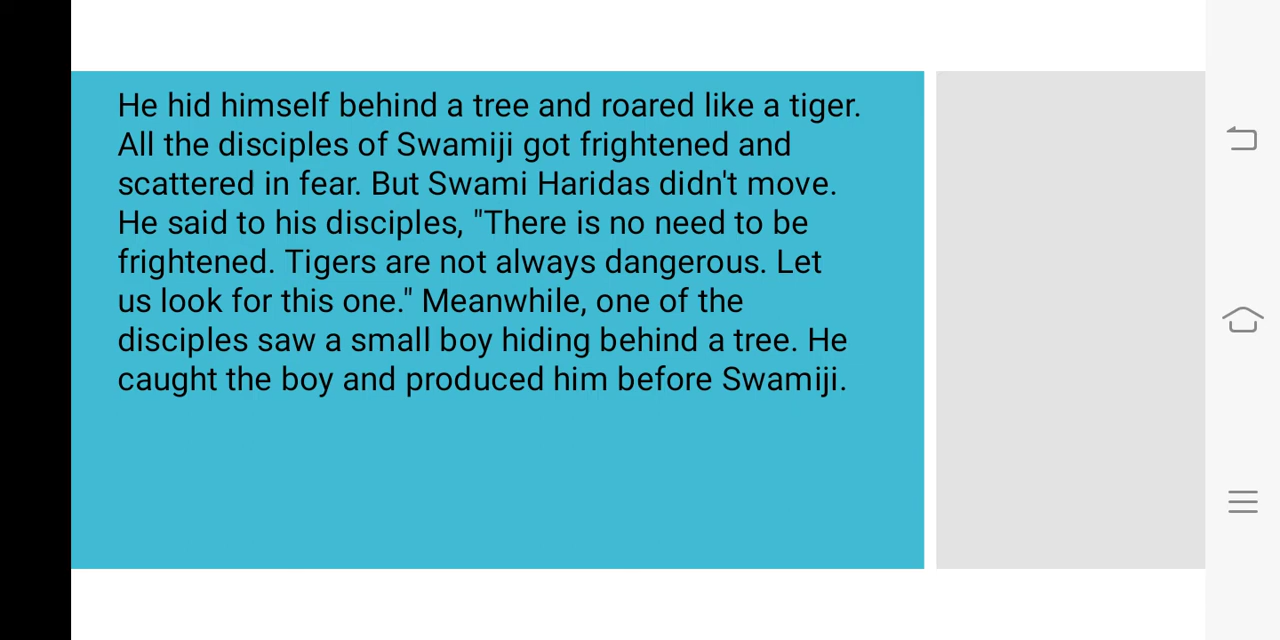 He hid himself behind a tree and roared like a tiger.
All the disciples of Swamiji got frightened and
scattered in fear. But Swami Haridas didn't move.
He said to his disciples, "There is no need to be
frightened. Tigers are not always dangerous. Let
us look for this one." Meanwhile, one of the
disciples saw a small boy hiding behind a tree. He
caught the boy and produced him before Swamiji.